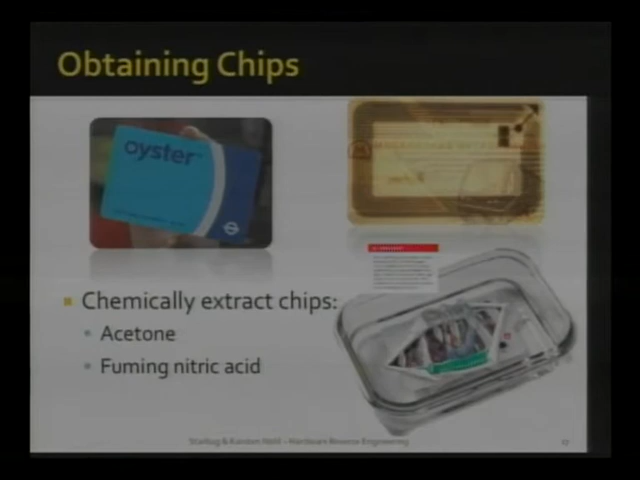 Obtaining Chips
oyster
Chemically extract chips:
Acetone
Fuming nitric acid
Starbug & Karsten Nohl – Hardware Reverse Engineering